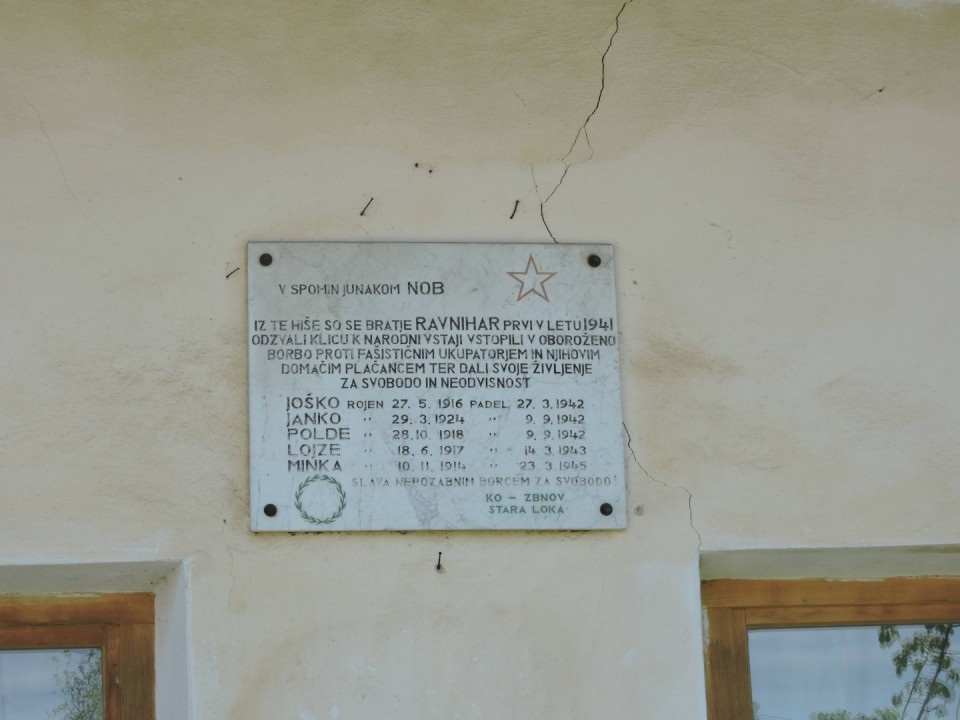 V SPOMIN JUNAKOM NOB
IZ TE HIŠE SO SE BRATJE RAVNIHAR PRVI V LETU 1941
ODZVALI KLICU K NARODNI VSTAJI VSTOPILI V OBOROŽENO
BORBO PROTI FAŠISTIČNIM UKUPATORJEM IN NJIHOVIM
DOMAČIM PLAČANCEM TER DALI SVOJE ŽIVLJENJE
ZA SVOBODO IN NEODVISNOST
JOŠKO ROJEN 27. 5. 1916 PADEL 27. 3. 1942
JANKO " 29. 3. 1924 " 9. 9. 1942
POLDE " 28. 10. 1918 " 9. 9. 1942
LOJZE " 18. 6. 1917 " 14. 3. 1943
MINKA " 10. 11. 1914 " 23. 3. 1945
SLAVA NEPOZABNIM BORCEM ZA SVOBODO!
KO - ZBNOV
STARA LOKA